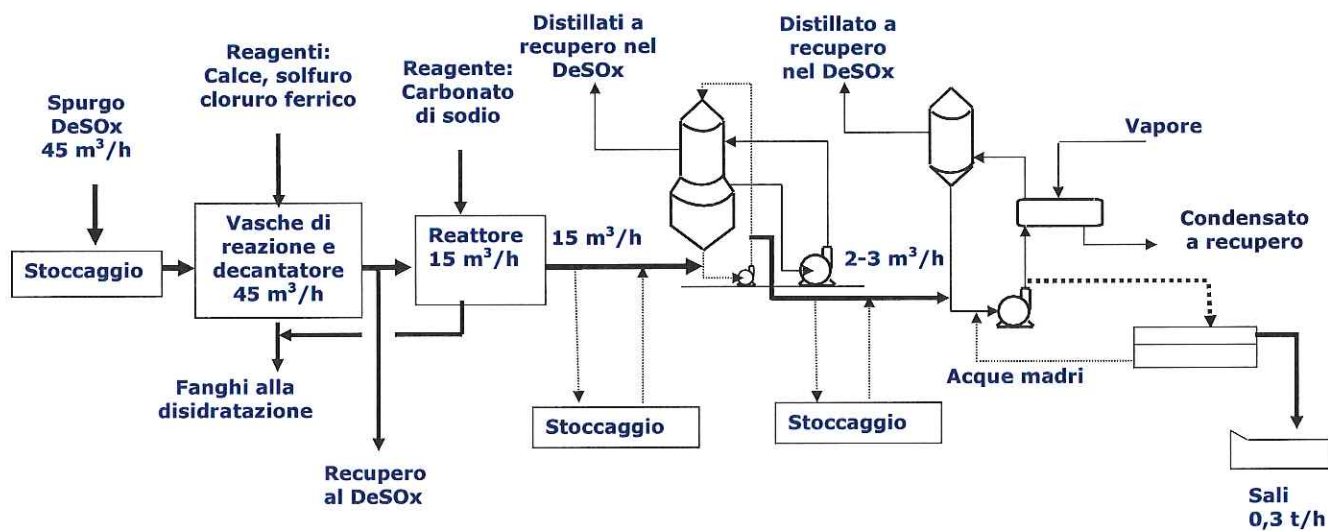 Distillati a
recupero nel
DeSOx
Distillato a
recupero
nel DeSOx
Reagenti:
Calce, solfuro
cloruro ferrico
Reagente:
Carbonato
di sodio
Spurgo
DeSOx
45 m³/h
Vapore
Stoccaggio
Vasche di
reazione e
decantatore
45 m³/h
Reattore
15 m³/h
15 m³/h
2-3 m³/h
Condensato
a recupero
Fanghi alla
disidratazione
Acque madri
Stoccaggio
Stoccaggio
Recupero
al DeSOx
Sali
0,3 t/h